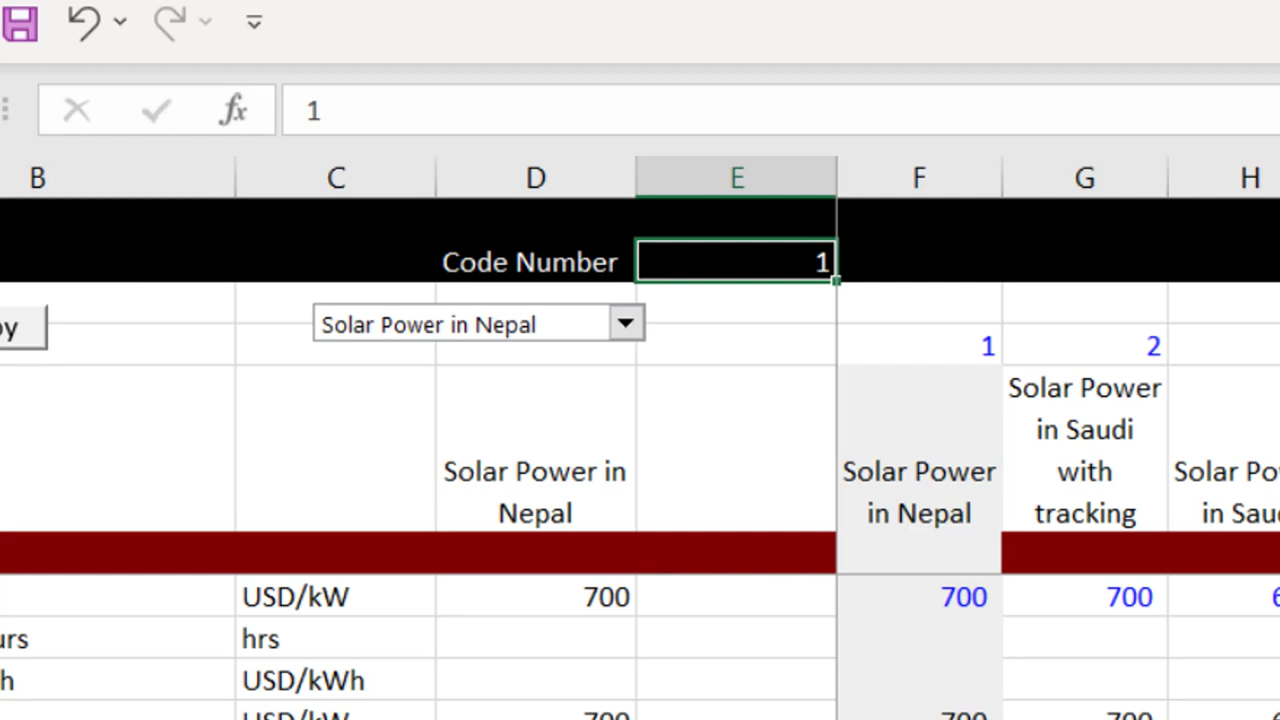 fx 1
B C D E F G H
Code Number 1
Solar Power in Nepal
1 2
Solar Power in Nepal
Solar Power in Nepal
Solar Power in Saudi with tracking
in
USD/kW 700 700 700
hrs
USD/kWh